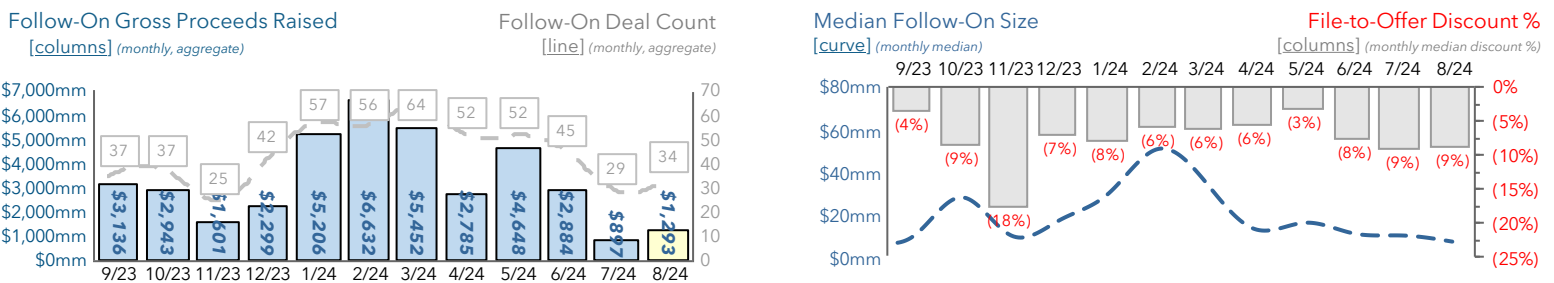 Follow-On Gross Proceeds Raised
[columns] (monthly, aggregate)
Follow-On Deal Count
[line] (monthly, aggregate)
$7,000mm
$6,000mm
$5,000mm
$4,000mm
$3,000mm
$2,000mm
$1,000mm
$0mm
70
60
50
40
30
20
10
0
37
37
25
42
57
56
64
52
52
45
29
34
$3,136
$2,943
$1,601
$2,299
$5,206
$6,632
$5,452
$2,785
$4,648
$2,884
$897
$1,293
9/23 10/23 11/23 12/23 1/24 2/24 3/24 4/24 5/24 6/24 7/24 8/24
Median Follow-On Size
[curve] (monthly median)
File-to-Offer Discount %
[columns] (monthly median discount %)
9/23 10/23 11/23 12/23 1/24 2/24 3/24 4/24 5/24 6/24 7/24 8/24
$80mm
$60mm
$40mm
$20mm
$0mm
(4%)
(9%)
(18%)
(7%)
(8%)
(6%)
(6%)
(6%)
(3%)
(8%)
(9%)
(9%)
0%
(5%)
(10%)
(15%)
(20%)
(25%)